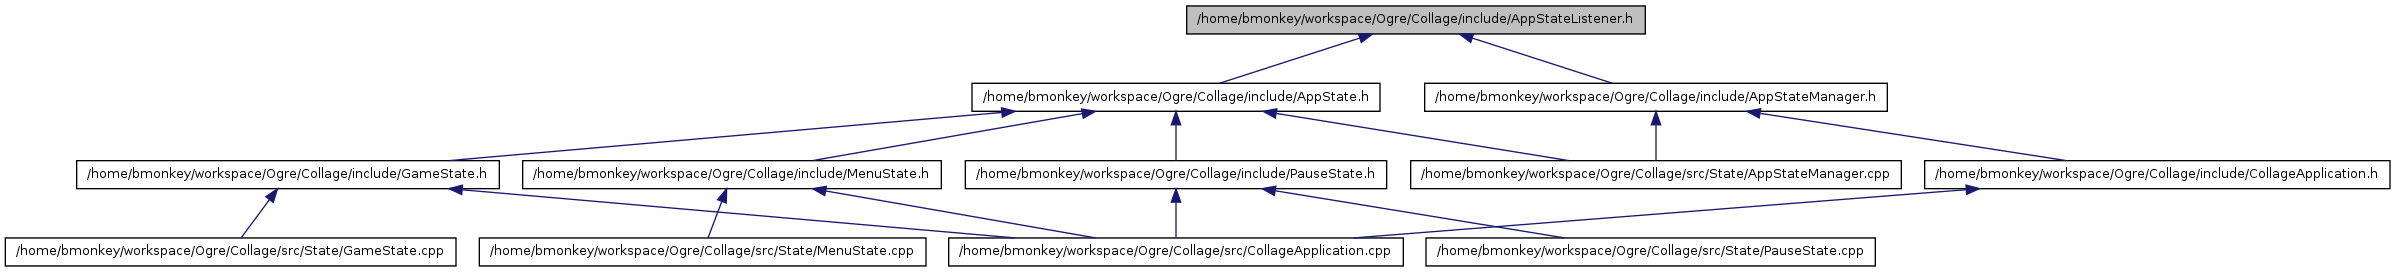 /home/bmonkey/workspace/Ogre/Collage/include/AppStateListener.h
/home/bmonkey/workspace/Ogre/Collage/include/AppState.h
/home/bmonkey/workspace/Ogre/Collage/include/AppStateManager.h
/home/bmonkey/workspace/Ogre/Collage/include/GameState.h
/home/bmonkey/workspace/Ogre/Collage/include/MenuState.h
/home/bmonkey/workspace/Ogre/Collage/include/PauseState.h
/home/bmonkey/workspace/Ogre/Collage/src/State/AppStateManager.cpp
/home/bmonkey/workspace/Ogre/Collage/include/CollageApplication.h
/home/bmonkey/workspace/Ogre/Collage/src/State/GameState.cpp
/home/bmonkey/workspace/Ogre/Collage/src/State/MenuState.cpp
/home/bmonkey/workspace/Ogre/Collage/src/CollageApplication.cpp
/home/bmonkey/workspace/Ogre/Collage/src/State/PauseState.cpp